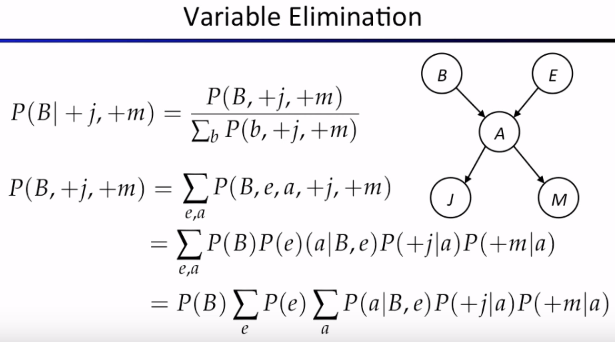 Variable Elimination
P(B| + j, +m) = P(B, +j, +m) / ∑_b P(b, +j, +m)
P(B, +j, +m) = ∑_{e,a} P(B, e, a, +j, +m)
= ∑_{e,a} P(B)P(e)(a|B, e)P(+j|a)P(+m|a)
= P(B) ∑_e P(e) ∑_a P(a|B, e)P(+j|a)P(+m|a)
B
E
A
J
M